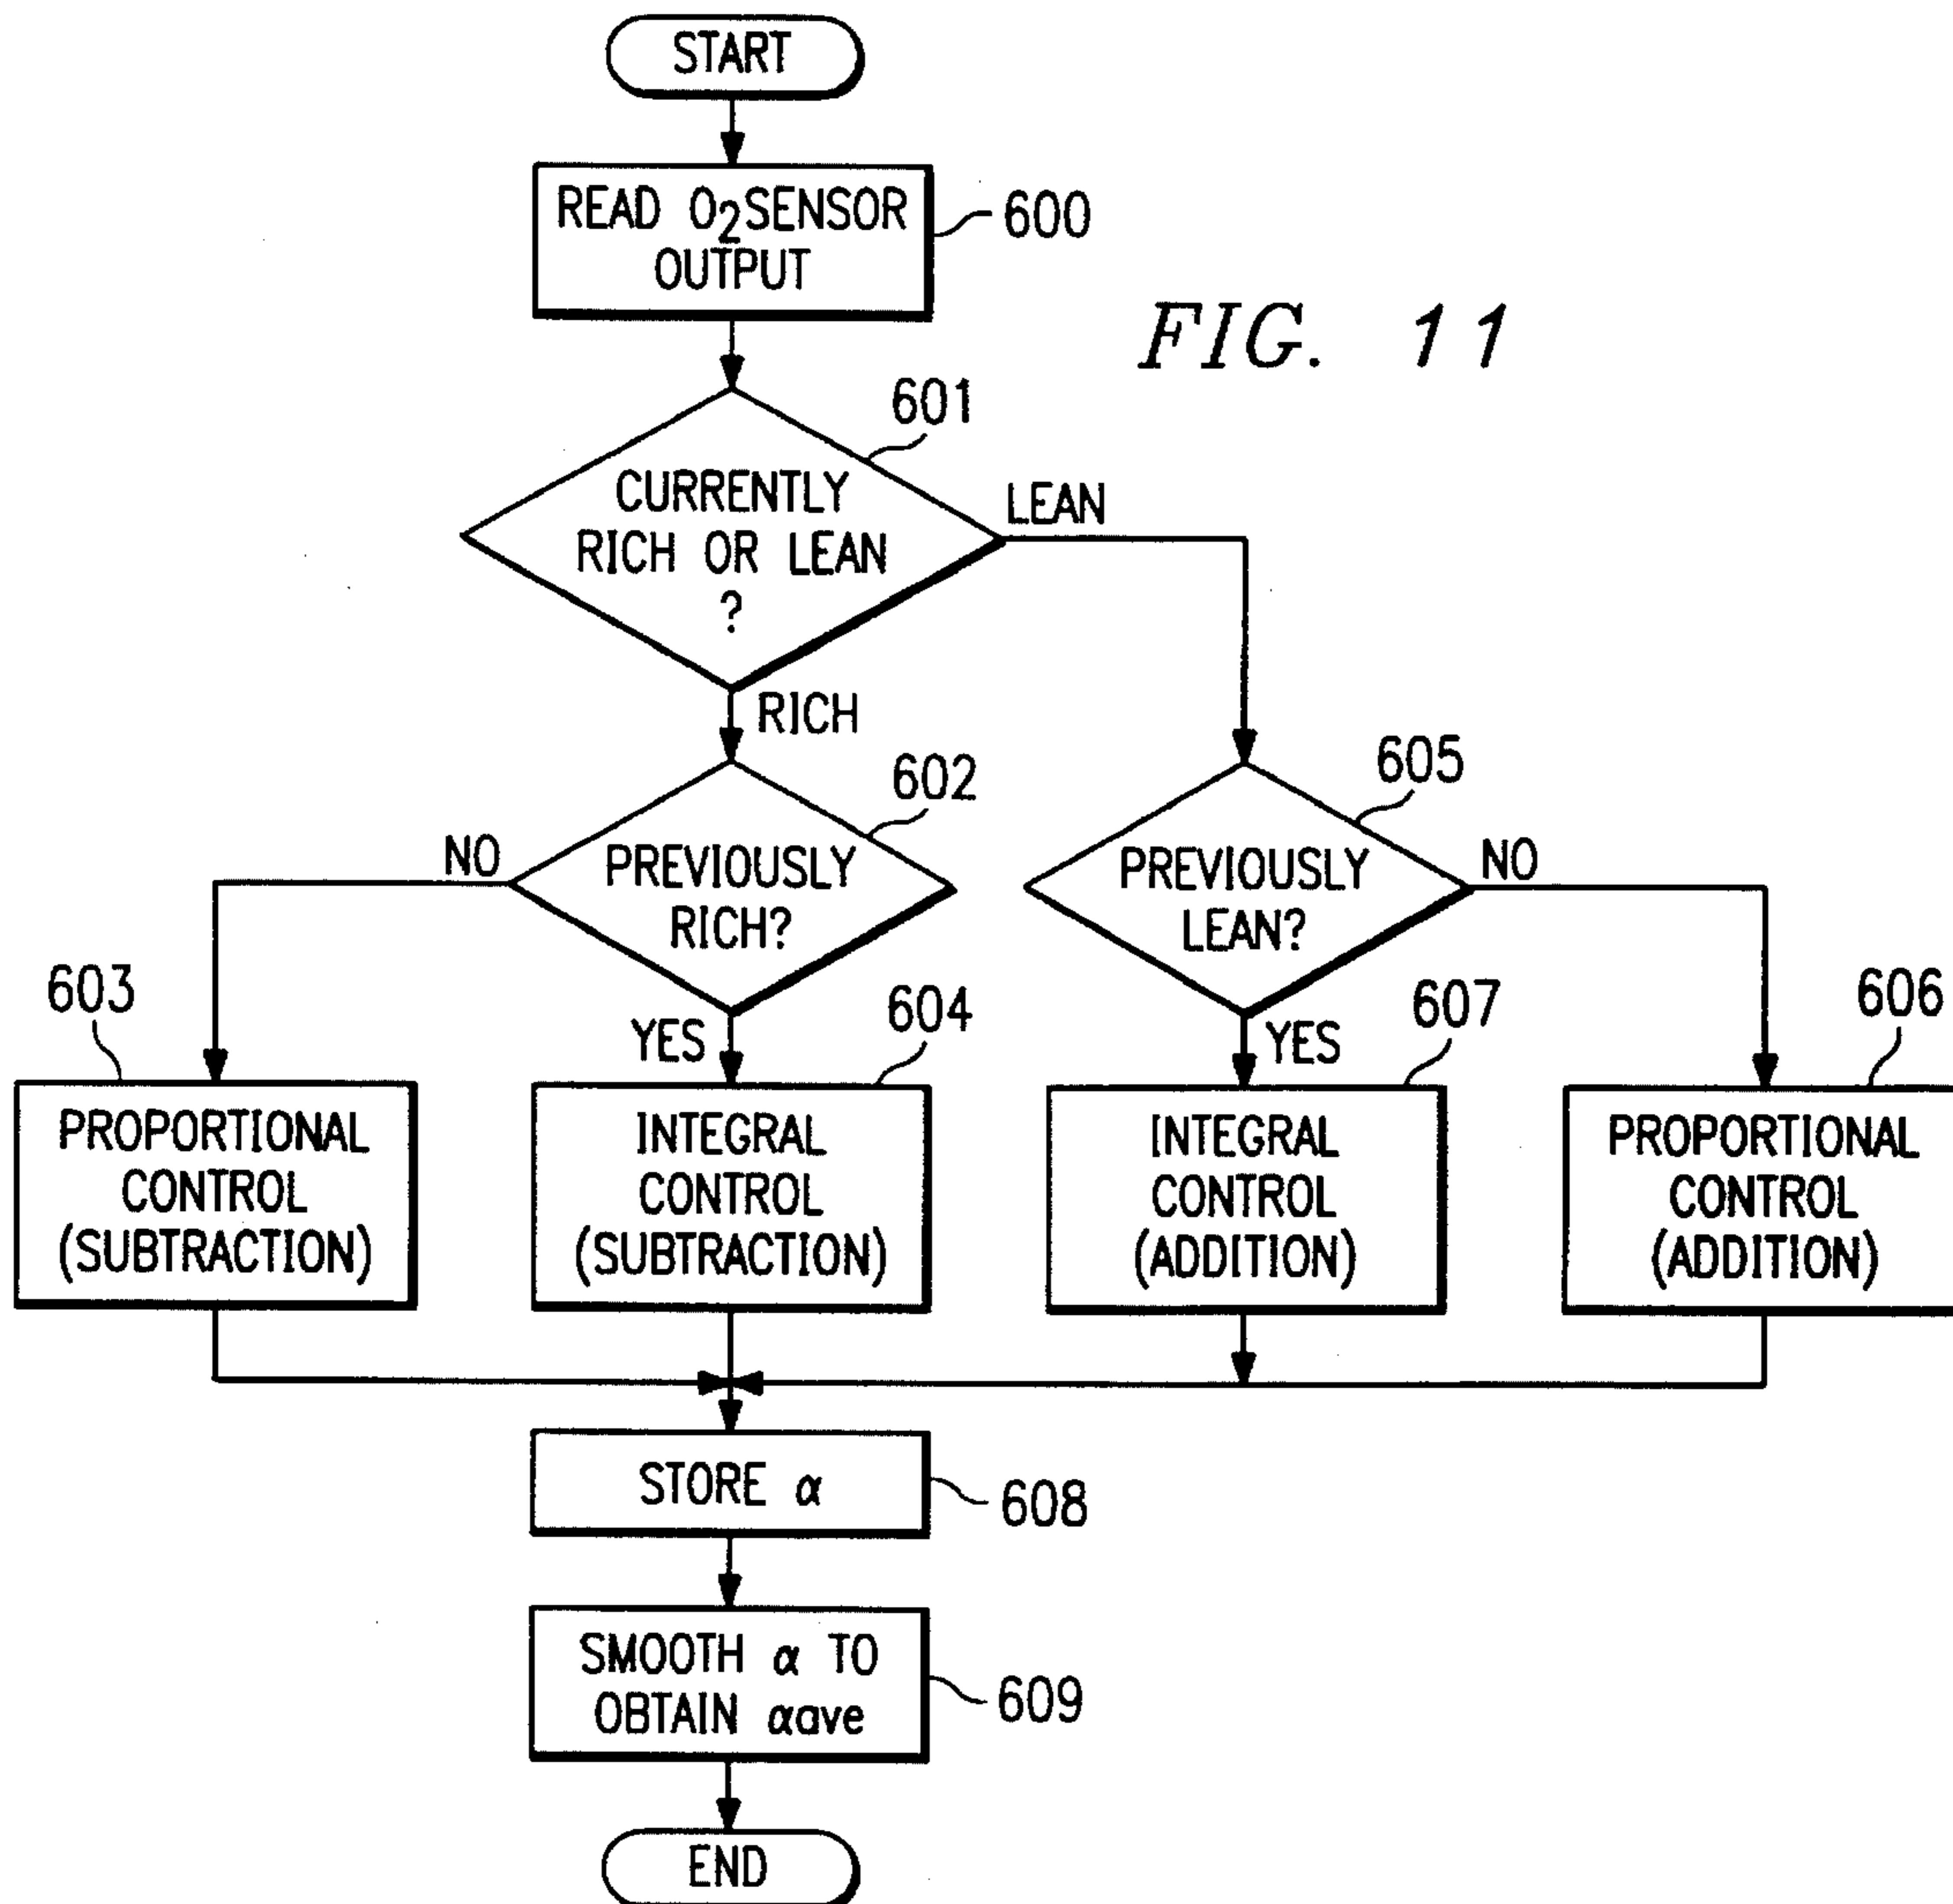 START
READ O2 SENSOR
OUTPUT
600
FIG. 11
601
CURRENTLY
RICH OR LEAN
?
LEAN
RICH
602
605
NO
PREVIOUSLY
RICH?
PREVIOUSLY
LEAN?
NO
603
YES
604
YES
607
606
PROPORTIONAL
CONTROL
(SUBTRACTION)
INTEGRAL
CONTROL
(SUBTRACTION)
INTEGRAL
CONTROL
(ADDITION)
PROPORTIONAL
CONTROL
(ADDITION)
STORE α
608
SMOOTH α TO
OBTAIN αave
609
END